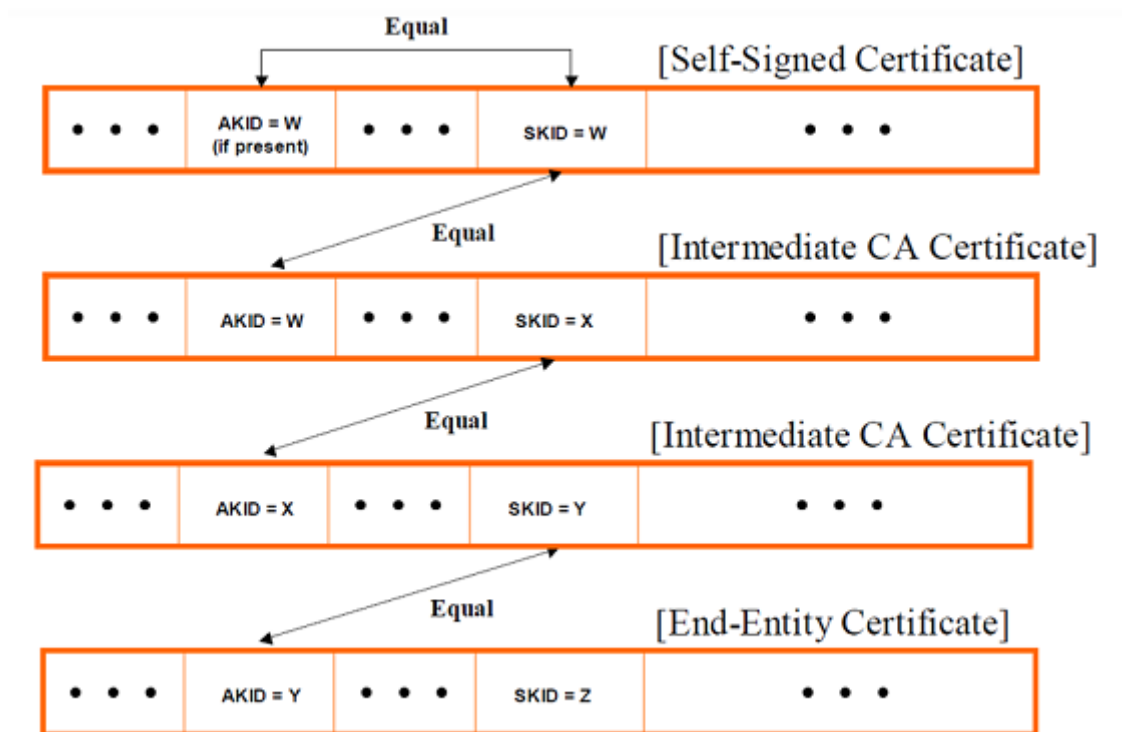 Equal
[Self-Signed Certificate]
• • •
AKID = W
(if present)
• • •
SKID = W
• • •
Equal
[Intermediate CA Certificate]
• • •
AKID = W
• • •
SKID = X
• • •
Equal
[Intermediate CA Certificate]
• • •
AKID = X
• • •
SKID = Y
• • •
Equal
[End-Entity Certificate]
• • •
AKID = Y
• • •
SKID = Z
• • •